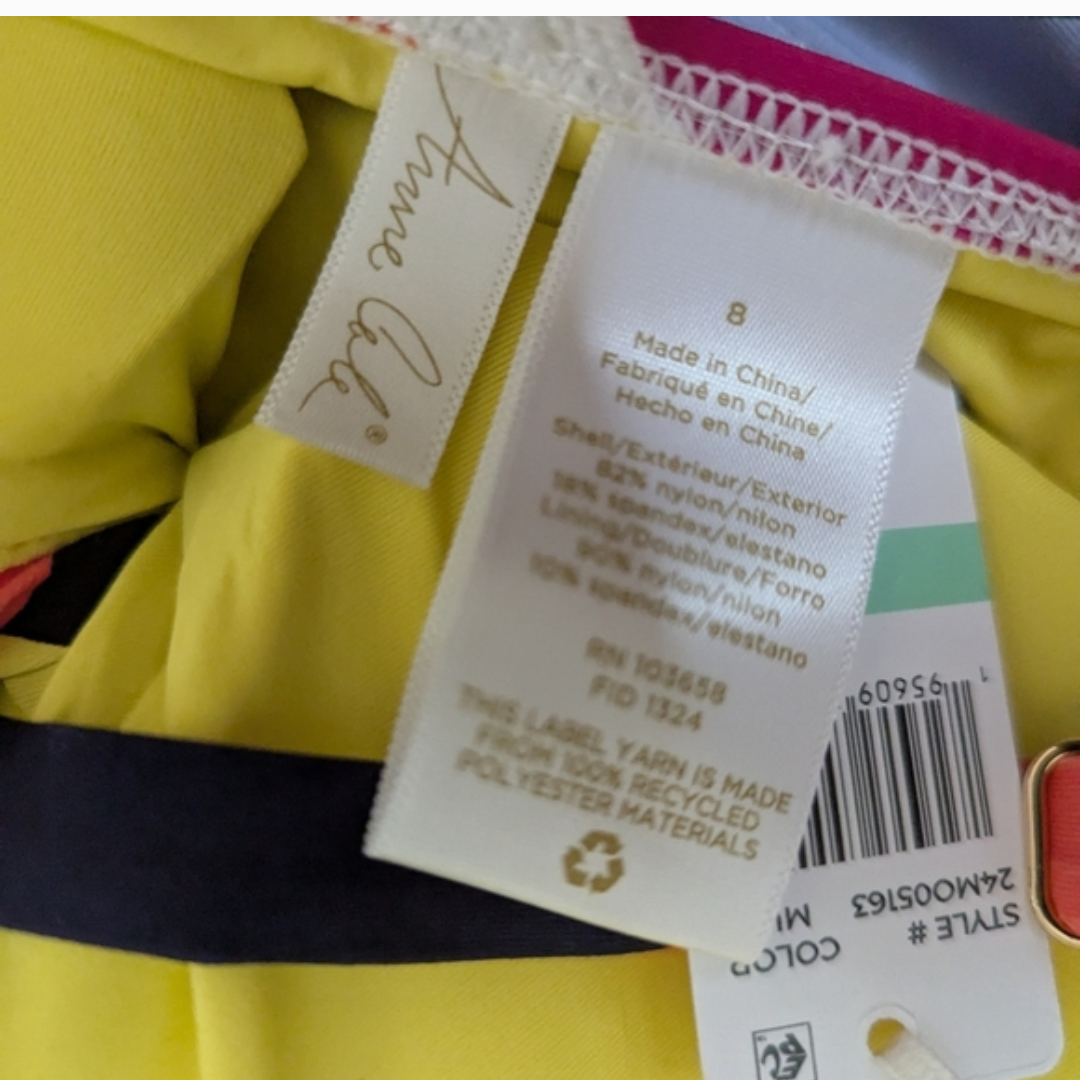 Anne Cole®
8
Made in China/
Fabriqué en Chine/
Hecho en China
Shell/Extérieur/Exterior
82% nylon/nilon
18% spandex/elestano
Lining/Doublure/Forro
90% nylon/nilon
10% spandex/elestano
RN 103658
FID 1324
THIS LABEL YARN IS MADE
FROM 100% RECYCLED
POLYESTER MATERIALS
STYLE #
24MO05163
COLOR
1
95609